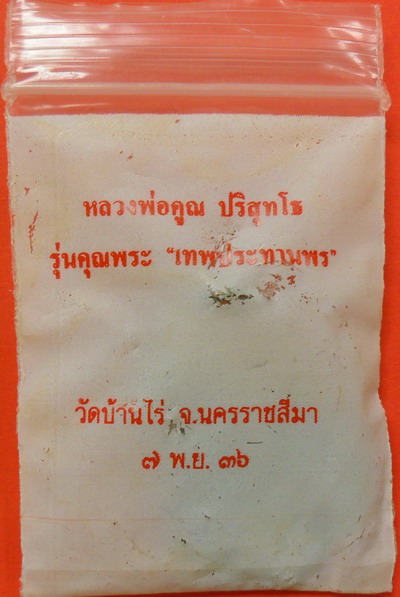 หลวงพ่อคูณ ปริสุทโธ
รุ่นคุณพระ "เทพประทานพร"
วัดบ้านไร่ จ.นครราชสีมา
๗ พ.ย. ๓๖